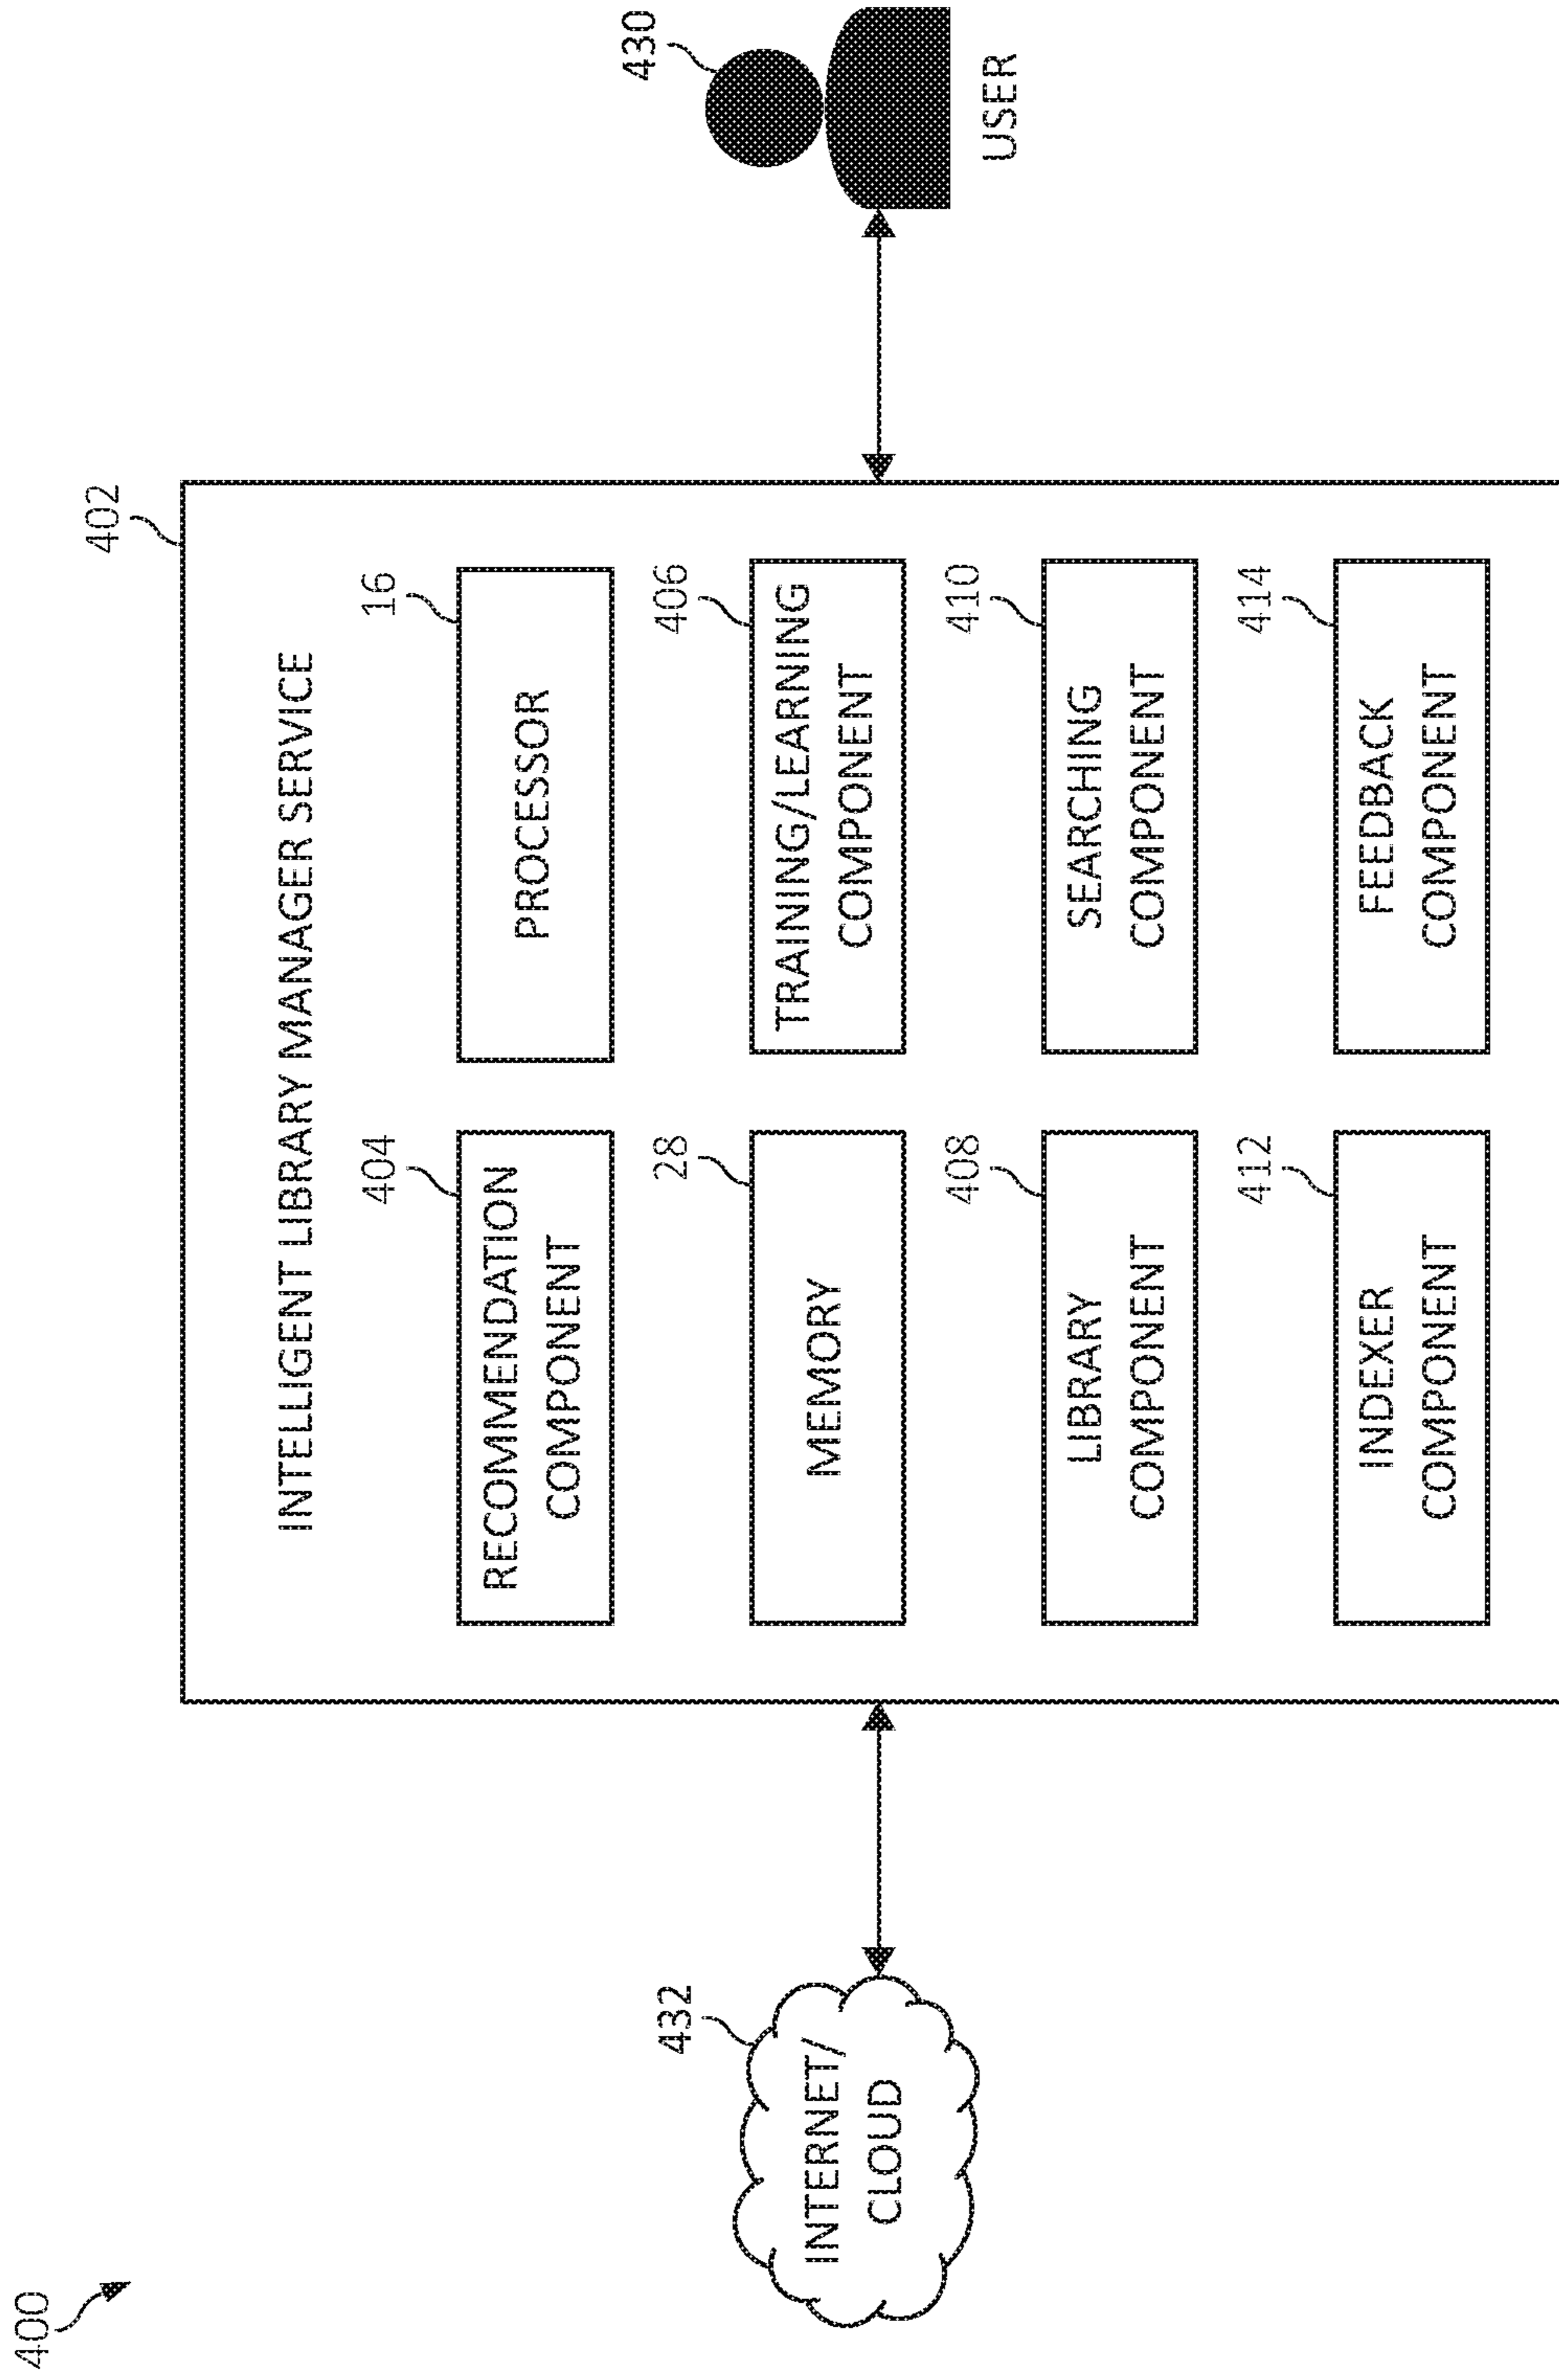 400
402
INTELLIGENT LIBRARY MANAGER SERVICE
404
RECOMMENDATION
COMPONENT
16
PROCESSOR
28
MEMORY
406
TRAINING/LEARNING
COMPONENT
408
LIBRARY
COMPONENT
410
SEARCHING
COMPONENT
412
INDEXER
COMPONENT
414
FEEDBACK
COMPONENT
432
INTERNET/
CLOUD
430
USER